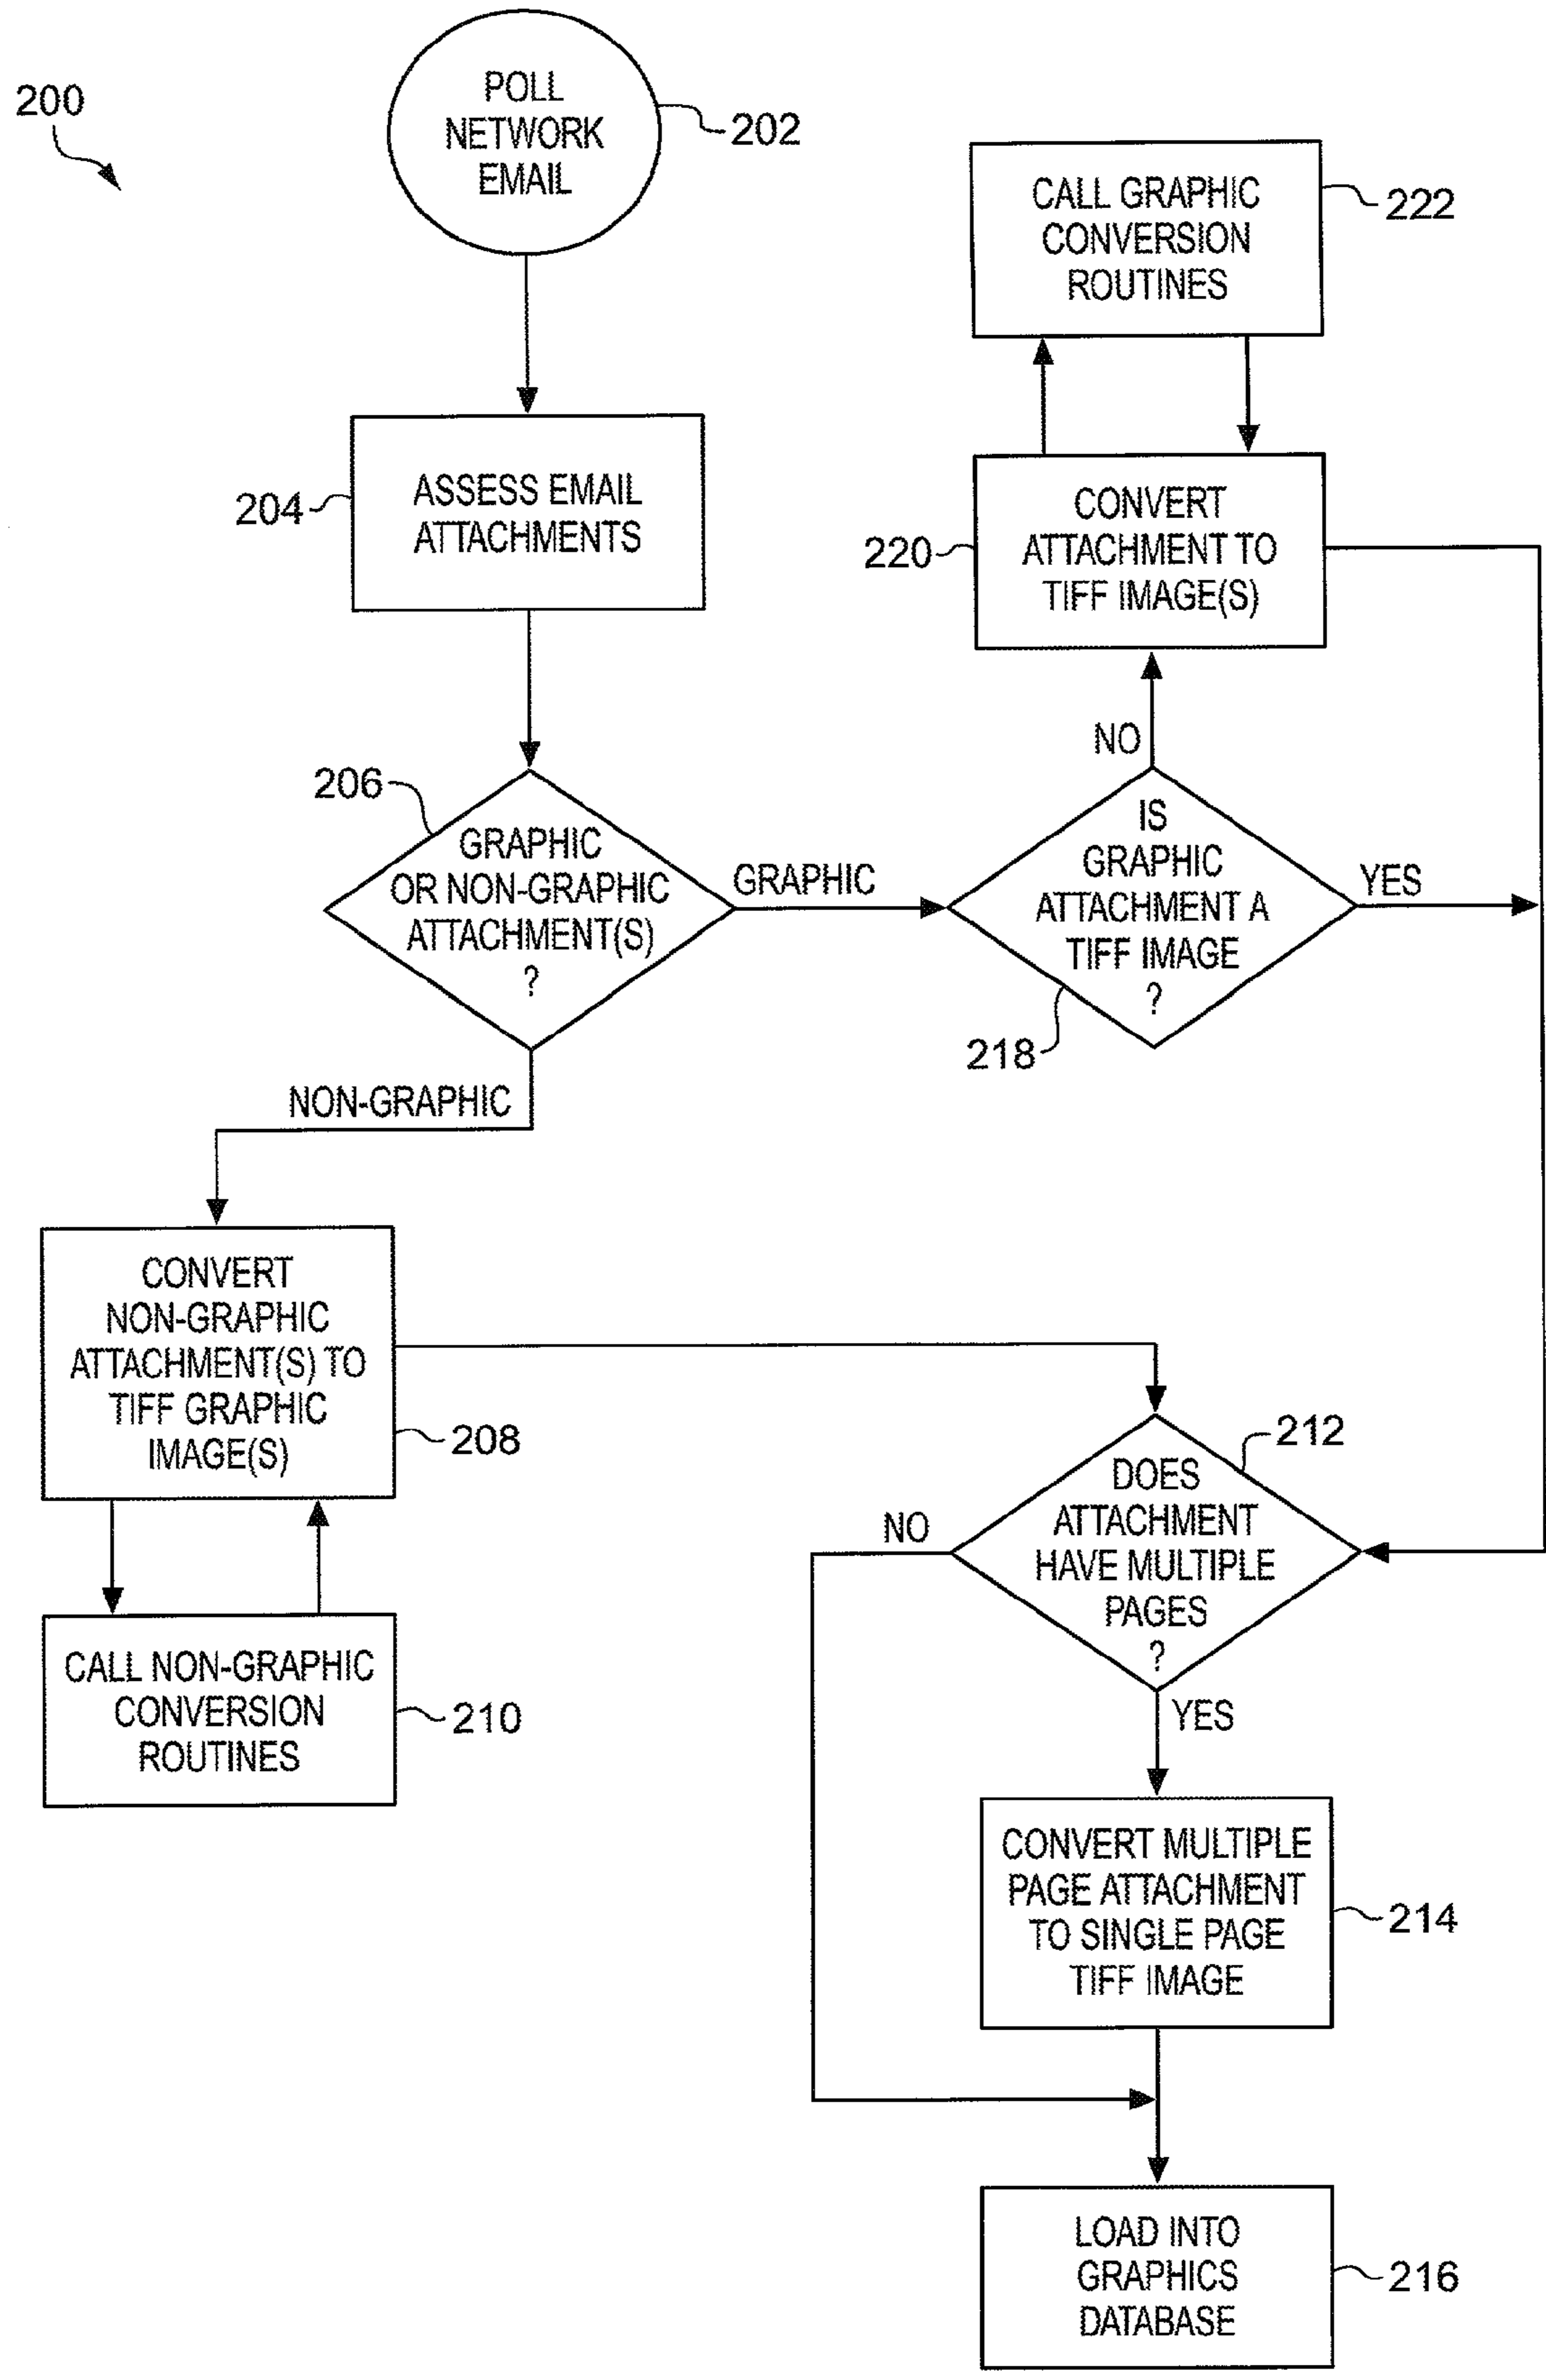 200
POLL
NETWORK
EMAIL
202
ASSESS EMAIL
ATTACHMENTS
204
206
GRAPHIC
OR NON-GRAPHIC
ATTACHMENT(S)
?
GRAPHIC
NON-GRAPHIC
CALL GRAPHIC
CONVERSION
ROUTINES
222
CONVERT
ATTACHMENT TO
TIFF IMAGE(S)
220
NO
IS
GRAPHIC
ATTACHMENT A
TIFF IMAGE
?
YES
218
CONVERT
NON-GRAPHIC
ATTACHMENT(S) TO
TIFF GRAPHIC
IMAGE(S)
208
CALL NON-GRAPHIC
CONVERSION
ROUTINES
210
212
DOES
ATTACHMENT
HAVE MULTIPLE
PAGES
?
NO
YES
CONVERT MULTIPLE
PAGE ATTACHMENT
TO SINGLE PAGE
TIFF IMAGE
214
LOAD INTO
GRAPHICS
DATABASE
216